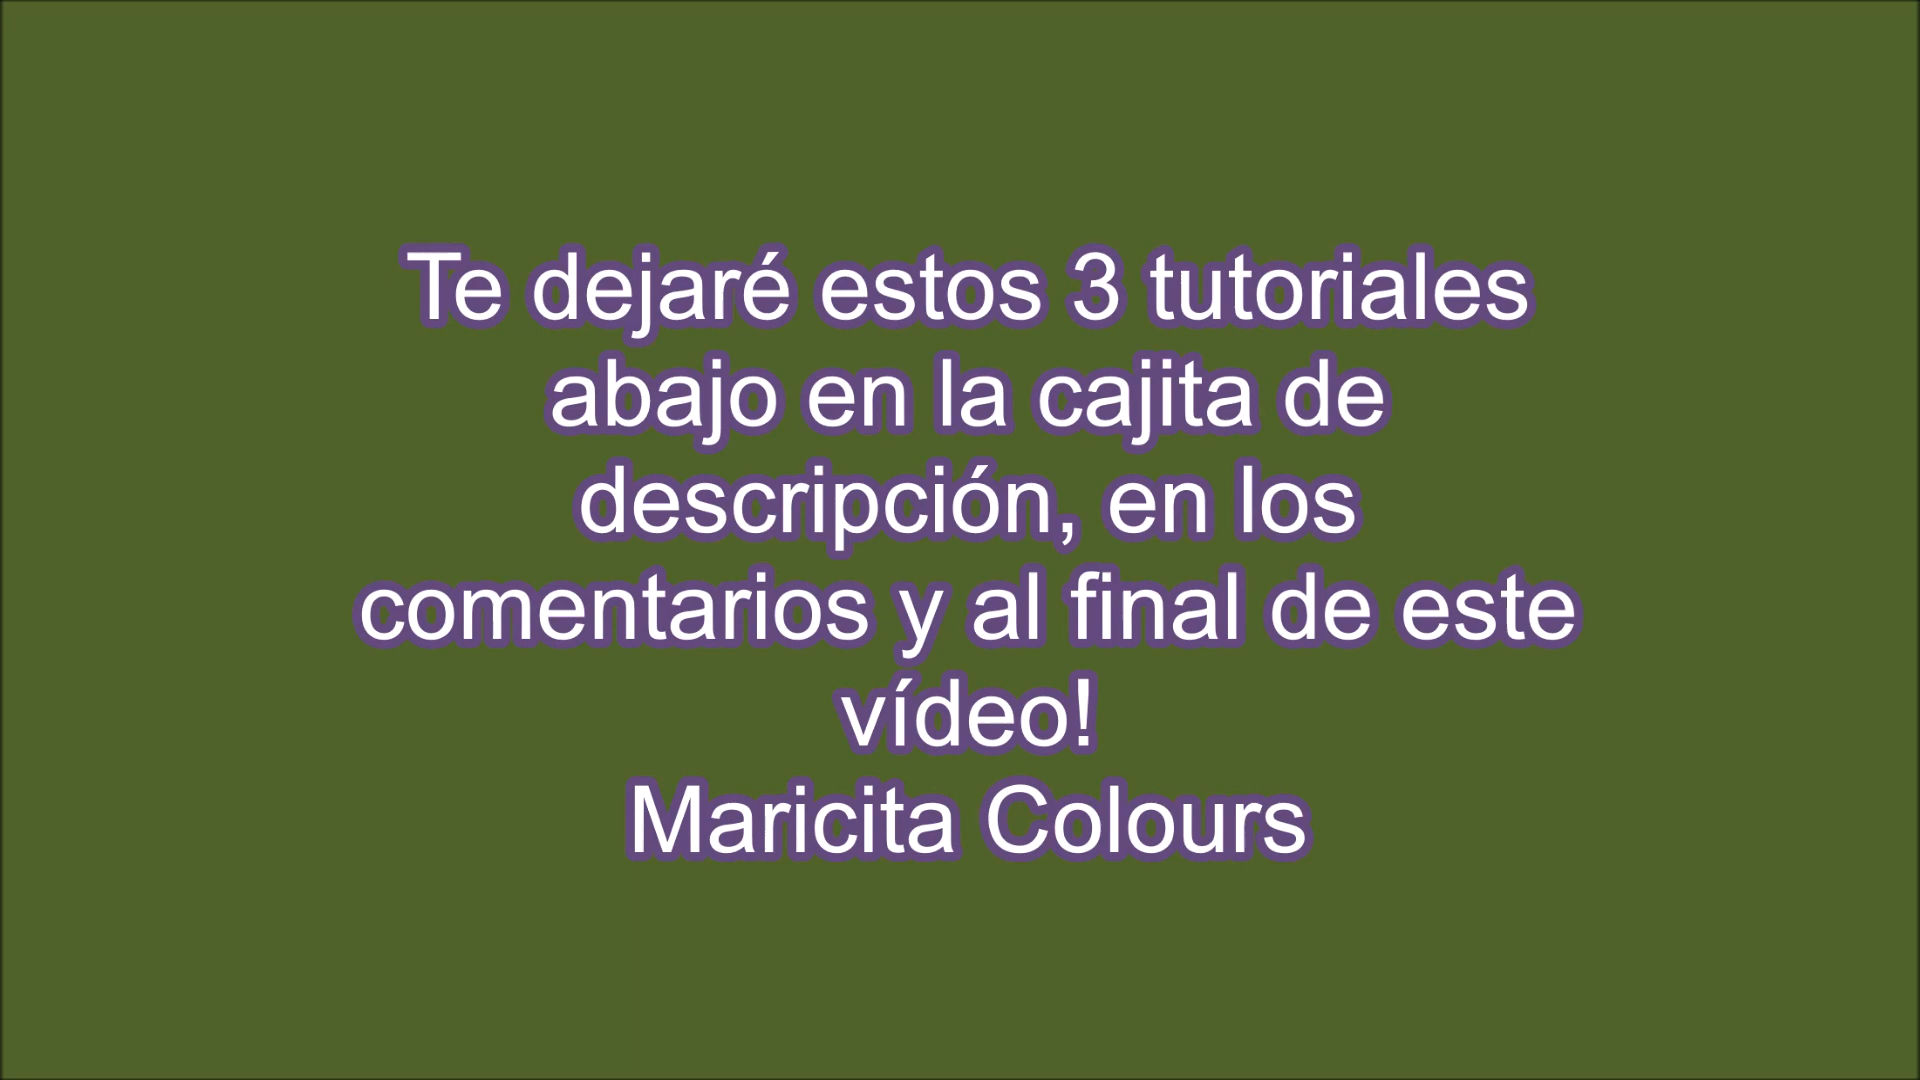 Te dejaré estos 3 tutoriales
abajo en la cajita de
descripción, en los
comentarios y al final de este
vídeo!
Maricita Colours